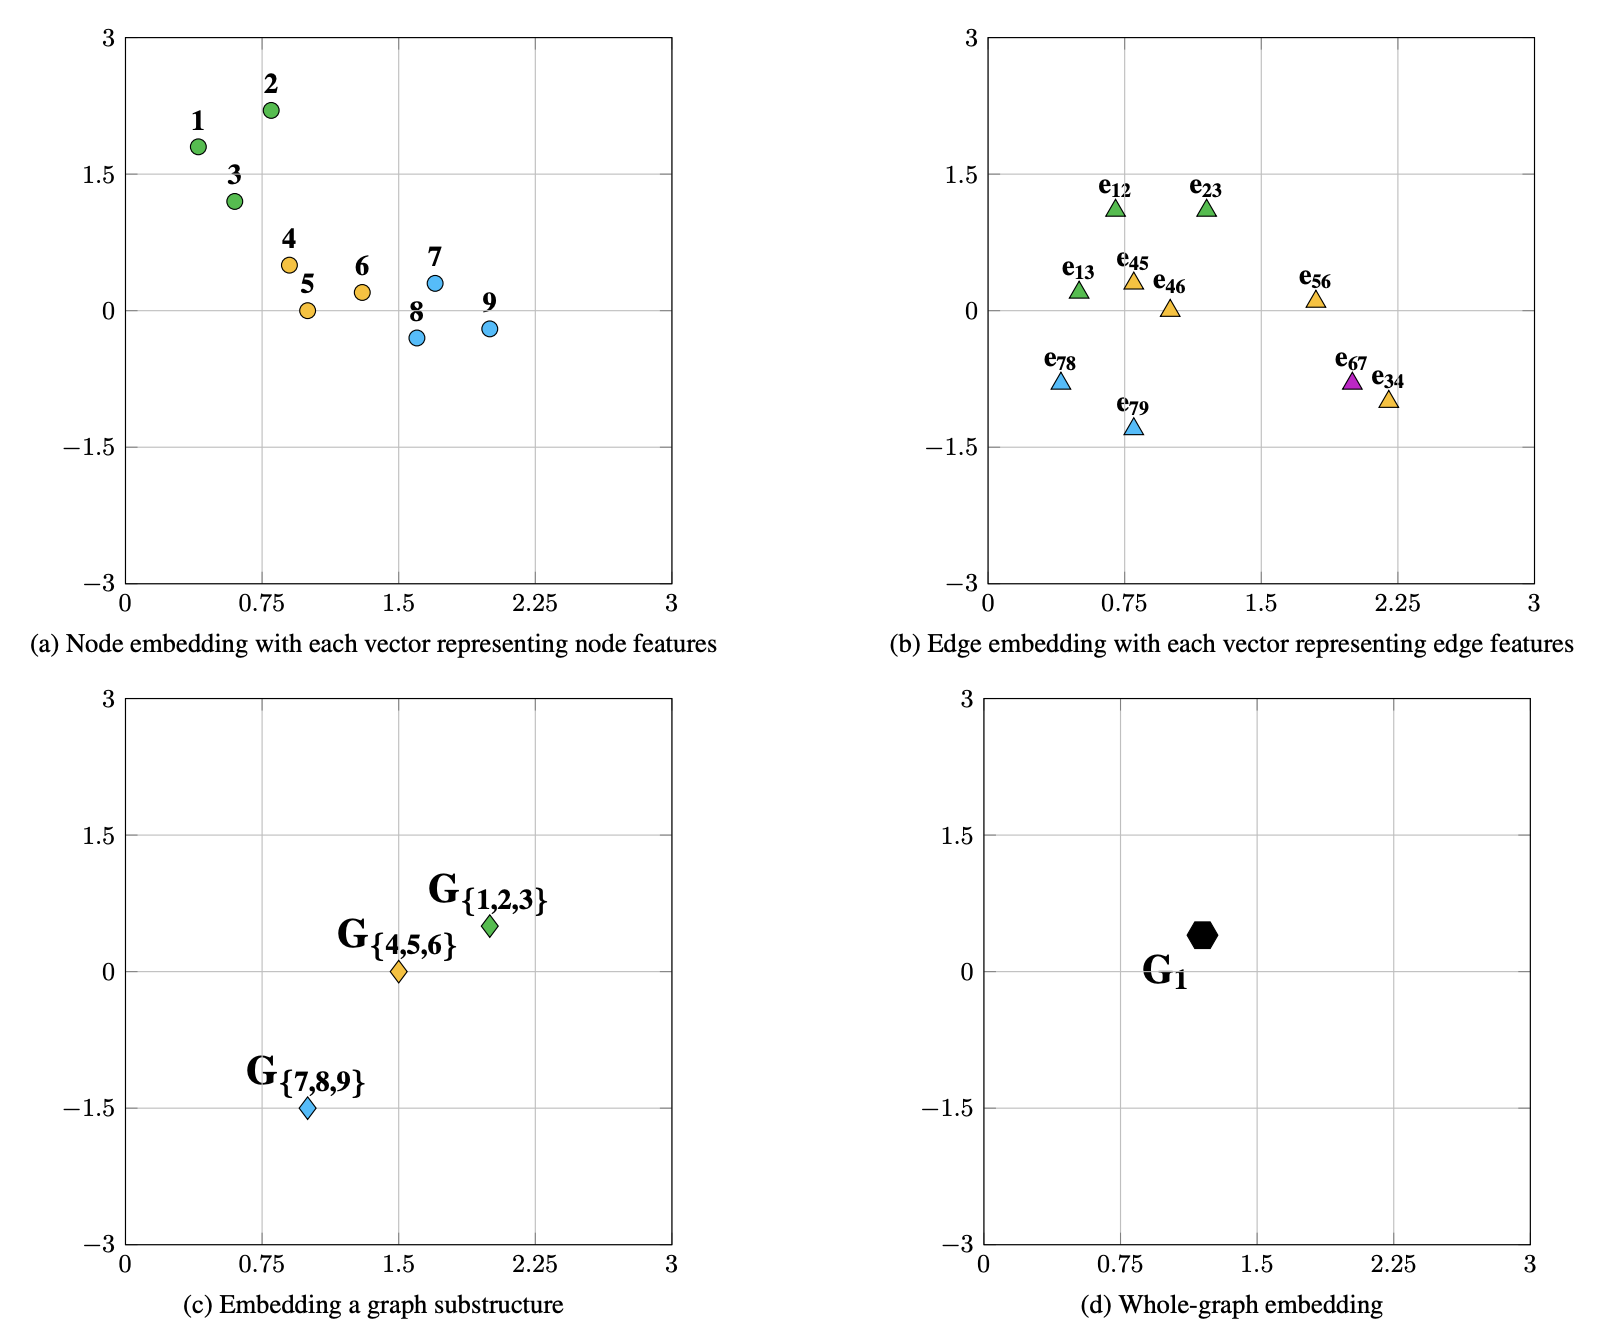 3
2
1
1.5
3
4
7
6
5
9
0
8
−1.5
−3
0 0.75 1.5 2.25 3
(a) Node embedding with each vector representing node features
3
1.5
e12 e23
e45
e13 e46 e56
0
e78 e67
e34
e79
−1.5
−3
0 0.75 1.5 2.25 3
(b) Edge embedding with each vector representing edge features
3
1.5
G{1,2,3}
G{4,5,6}
0
G{7,8,9}
−1.5
−3
0 0.75 1.5 2.25 3
(c) Embedding a graph substructure
3
1.5
0
G1
−1.5
−3
0 0.75 1.5 2.25 3
(d) Whole-graph embedding